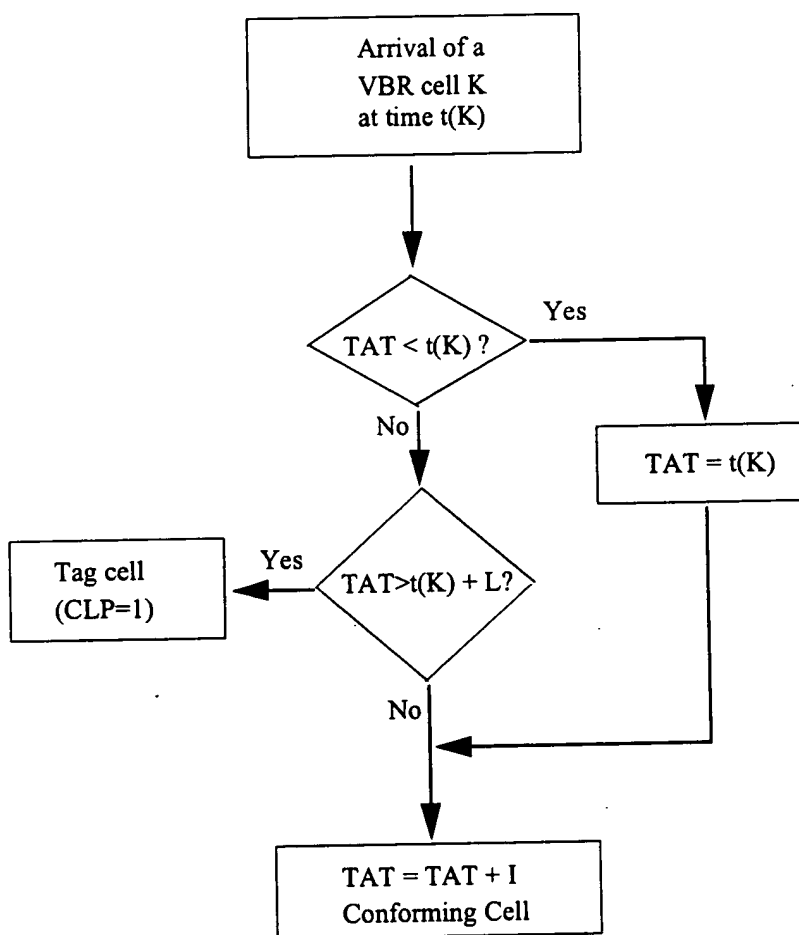 Arrival of a
VBR cell K
at time t(K)
TAT < t(K) ?
Yes
No
TAT = t(K)
TAT>t(K) + L?
Yes
Tag cell
(CLP=1)
No
TAT = TAT + I
Conforming Cell